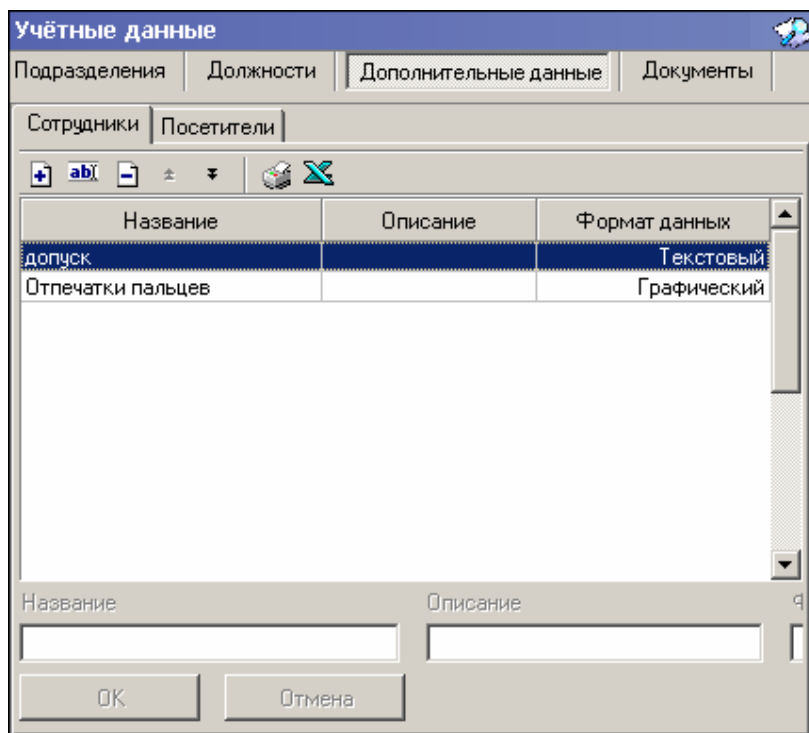 Учётные данные
Подразделения Должности Дополнительные данные Документы
Сотрудники Посетители
ab
Название Описание Формат данных
допуск Текстовый
Отпечатки пальцев Графический
Название Описание
OK Отмена